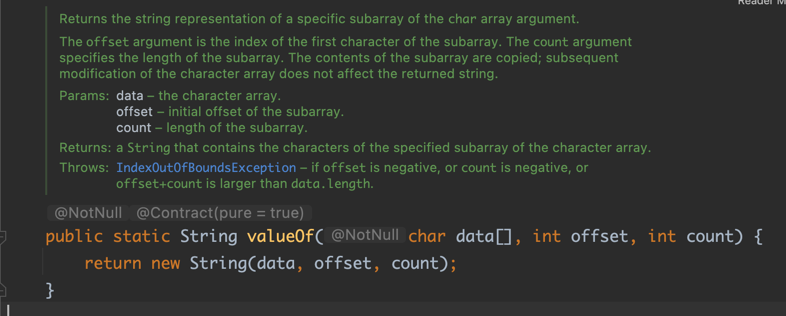 Reader M
Returns the string representation of a specific subarray of the char array argument.
The offset argument is the index of the first character of the subarray. The count argument
specifies the length of the subarray. The contents of the subarray are copied; subsequent
modification of the character array does not affect the returned string.
Params: data – the character array.
offset – initial offset of the subarray.
count – length of the subarray.
Returns: a String that contains the characters of the specified subarray of the character array.
Throws: IndexOutOfBoundsException – if offset is negative, or count is negative, or
offset+count is larger than data.length.
@NotNull @Contract(pure = true)
public static String valueOf( @NotNull char data[], int offset, int count) {
return new String(data, offset, count);
}